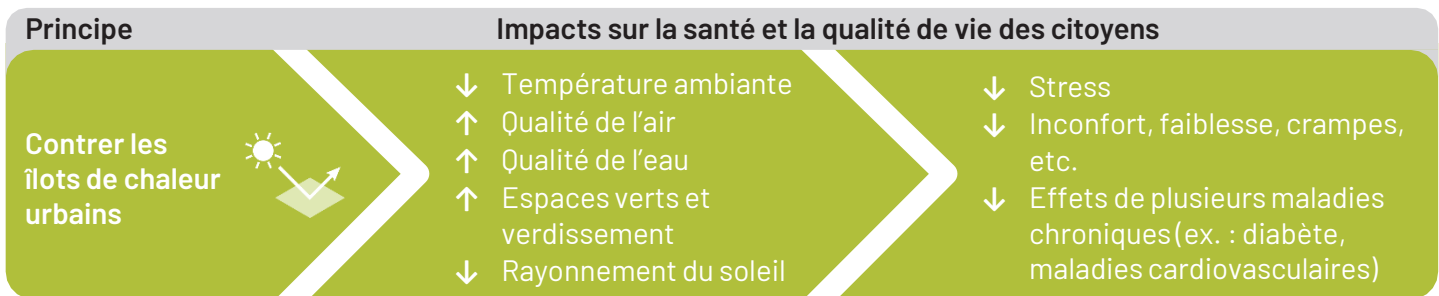 Principe
Impacts sur la santé et la qualité de vie des citoyens
Contrer les
îlots de chaleur
urbains
↓ Température ambiante
↑ Qualité de l’air
↑ Qualité de l’eau
↑ Espaces verts et
verdissement
↓ Rayonnement du soleil
↓ Stress
↓ Inconfort, faiblesse, crampes,
etc.
↓ Effets de plusieurs maladies
chroniques (ex. : diabète,
maladies cardiovasculaires)